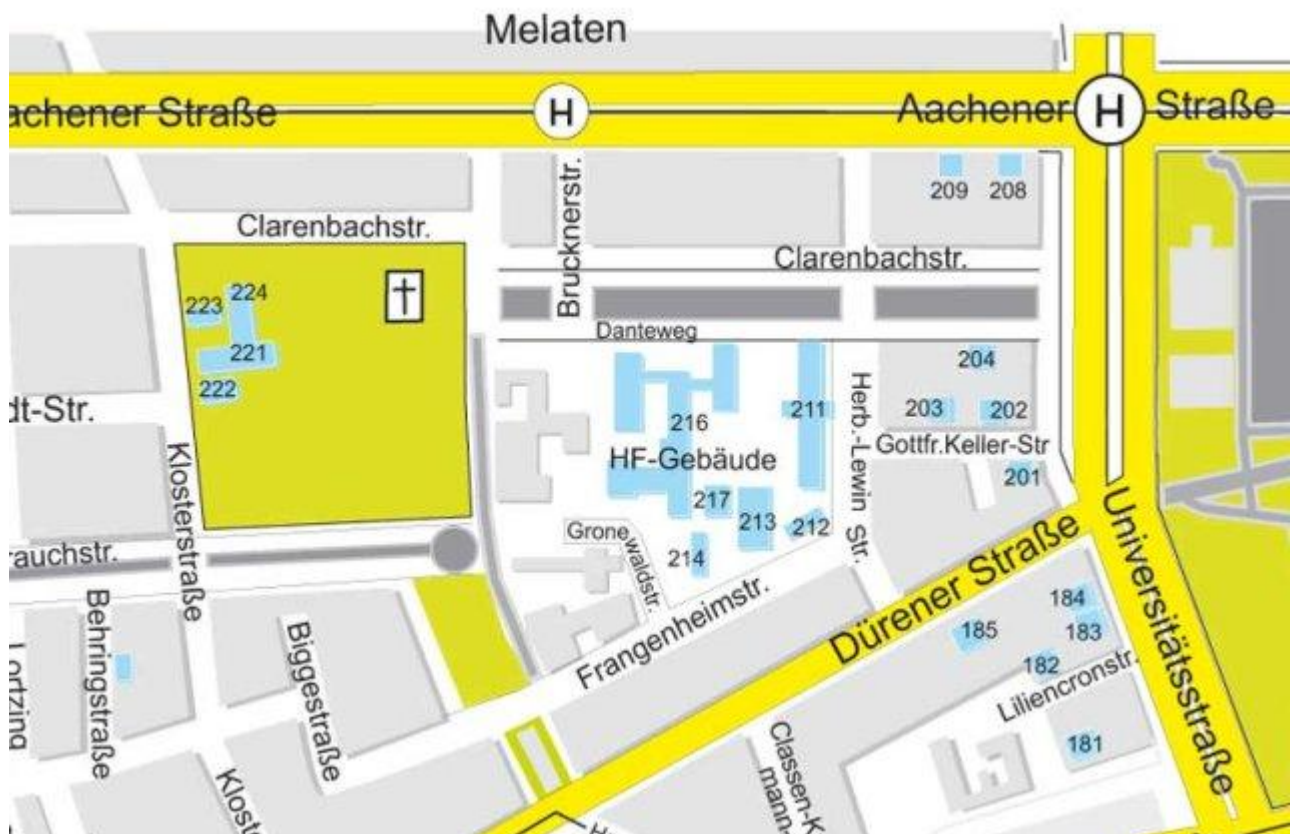 Melaten
achener Straße
H
Aachener
H
Straße
209
208
Clarenbachstr.
Brucknerstr.
Clarenbachstr.
Danteweg
223
224
221
222
204
203
202
216
211
Herb.-Lewin Str.
dt-Str.
HF-Gebäude
Gottfr.Keller-Str
201
Klosterstraße
217
213
212
214
Grone
waldstr.
rauchstr.
Universitätsstraße
Dürener Straße
Frangenheimstr.
Behringstraße
Biggestraße
184
183
185
182
Liliencronstr.
181
Lortzing
Klos
Classen-K
mann-